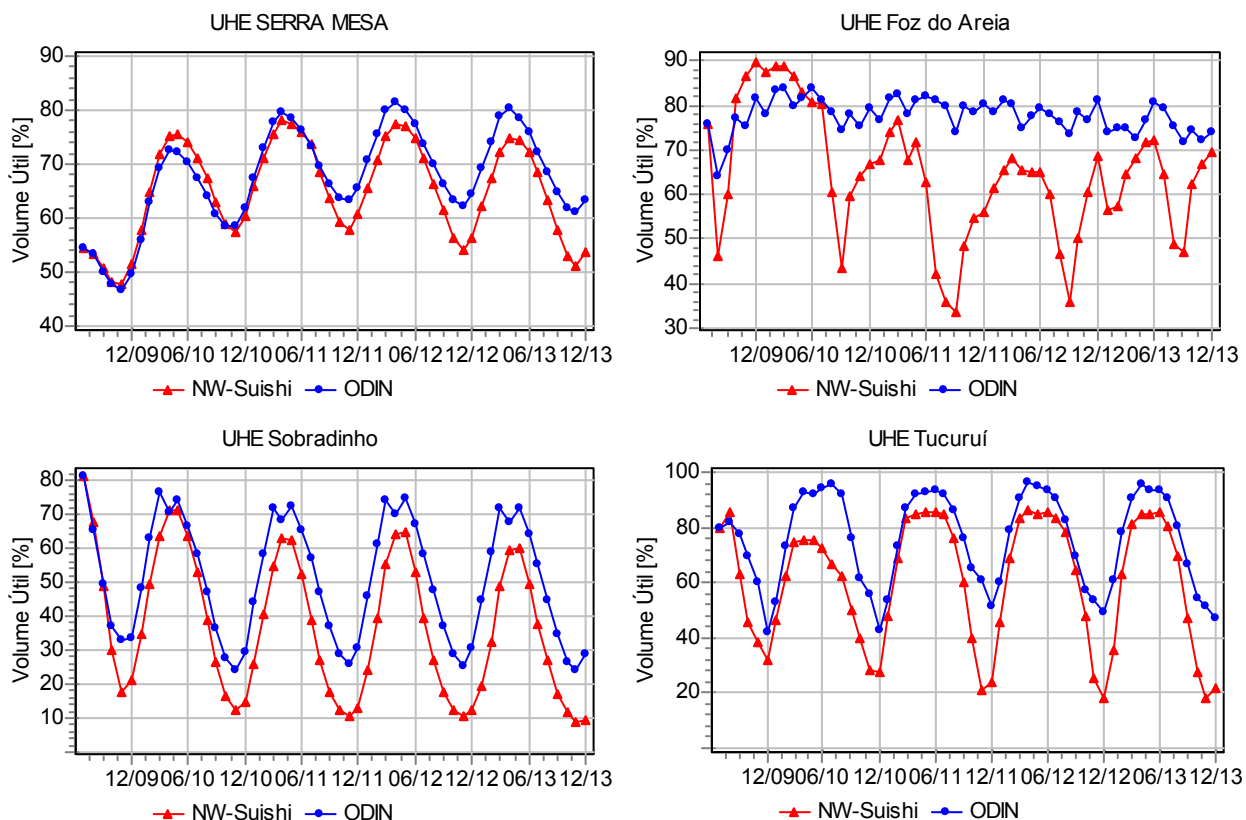 UHE SERRA MESA
Volume Útil [%]
90
80
70
60
50
40
12/09 06/10 12/10 06/11 12/11 06/12 12/12 06/13 12/13
NW-Suishi ODIN
UHE Foz do Areia
Volume Útil [%]
90
80
70
60
50
40
30
12/09 06/10 12/10 06/11 12/11 06/12 12/12 06/13 12/13
NW-Suishi ODIN
UHE Sobradinho
Volume Útil [%]
80
70
60
50
40
30
20
10
12/09 06/10 12/10 06/11 12/11 06/12 12/12 06/13 12/13
NW-Suishi ODIN
UHE Tucuruí
Volume Útil [%]
100
80
60
40
20
12/09 06/10 12/10 06/11 12/11 06/12 12/12 06/13 12/13
NW-Suishi ODIN